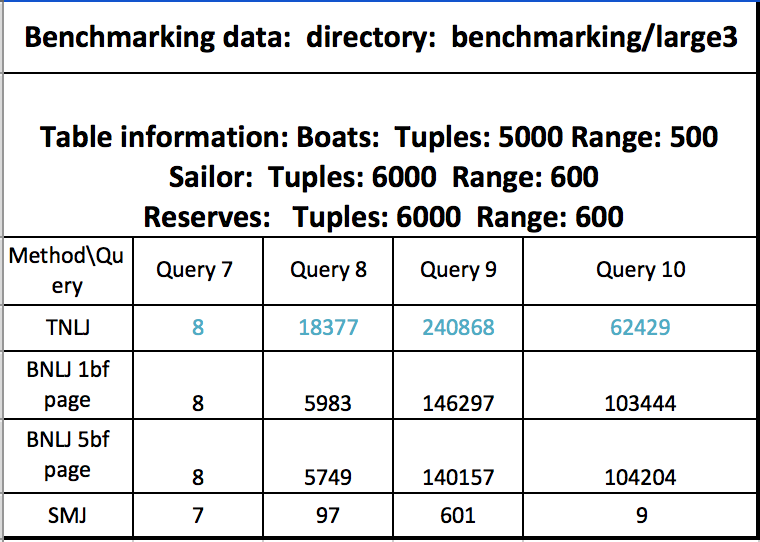 Benchmarking data:  directory:  benchmarking/large3
Table information: Boats:  Tuples: 5000 Range: 500
Sailor:  Tuples: 6000  Range: 600
Reserves:   Tuples: 6000  Range: 600
Method\Qu
ery
Query 7
Query 8
Query 9
Query 10
TNLJ
8
18377
240868
62429
BNLJ 1bf
page
8
5983
146297
103444
BNLJ 5bf
page
8
5749
140157
104204
SMJ
7
97
601
9